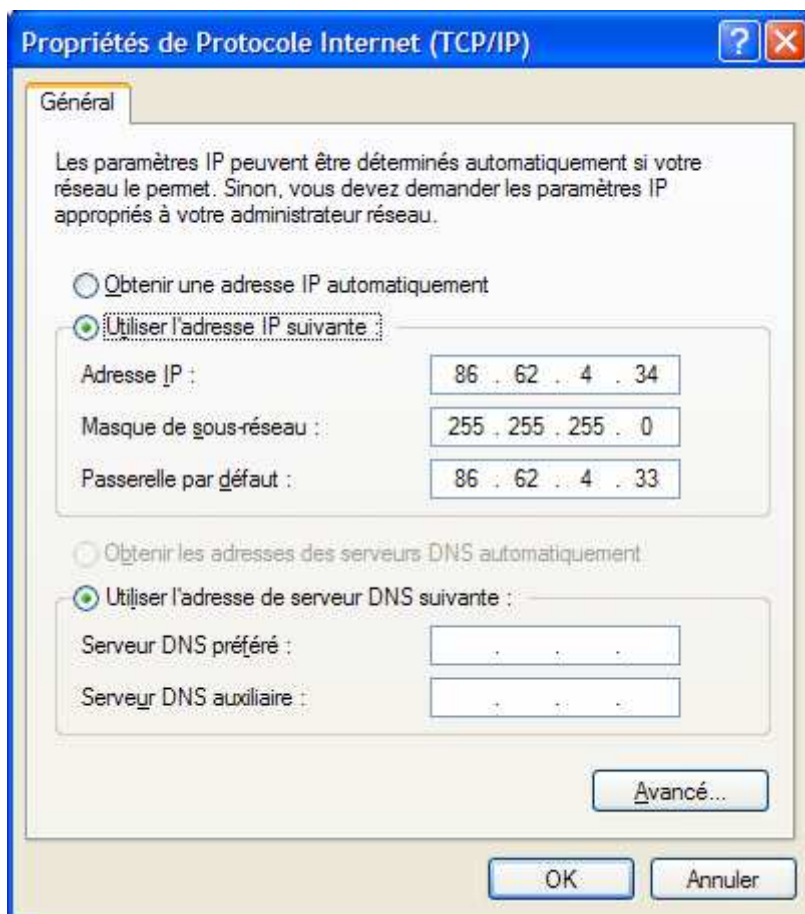 Propriétés de Protocole Internet (TCP/IP)
Général
Les paramètres IP peuvent être déterminés automatiquement si votre
réseau le permet. Sinon, vous devez demander les paramètres IP
appropriés à votre administrateur réseau.
Obtenir une adresse IP automatiquement
Utiliser l'adresse IP suivante :
Adresse IP : 86 . 62 . 4 . 34
Masque de sous-réseau : 255 . 255 . 255 . 0
Passerelle par défaut : 86 . 62 . 4 . 33
Obtenir les adresses des serveurs DNS automatiquement
Utiliser l'adresse de serveur DNS suivante :
Serveur DNS préféré : . . .
Serveur DNS auxiliaire : . . .
Avancé...
OK Annuler